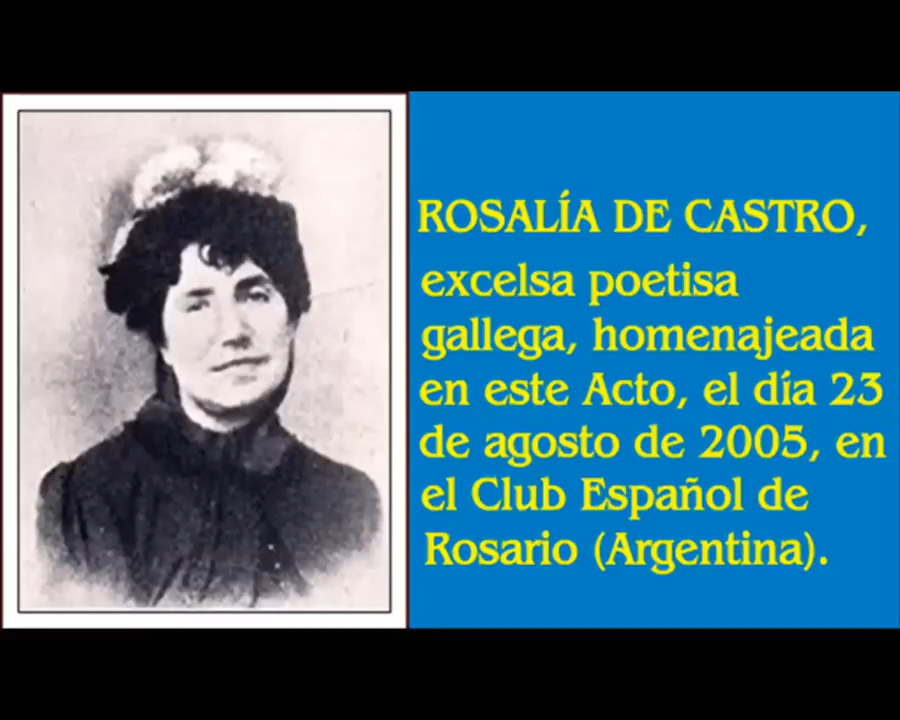 ROSALÍA DE CASTRO,
excelsa poetisa
gallega, homenajeada
en este Acto, el día 23
de agosto de 2005, en
el Club Español de
Rosario (Argentina).